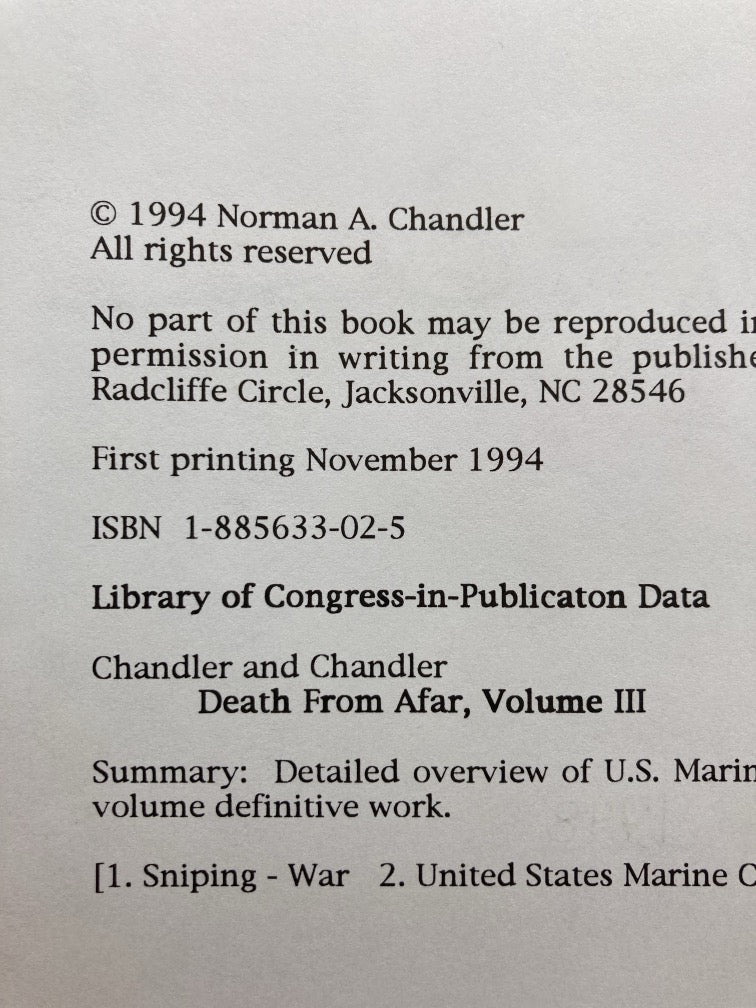 © 1994 Norman A. Chandler
All rights reserved
No part of this book may be reproduced
permission in writing from the
Radcliffe Circle, Jacksonville, NC 28546
First printing November 1994
ISBN 1-885633-02-5
Library of Congress-in-Publicaton Data
Chandler and Chandler
Death From Afar, Volume III
Summary: Detailed overview of U.S.
volume definitive work.
[1. Sniping - War 2. United States Marine